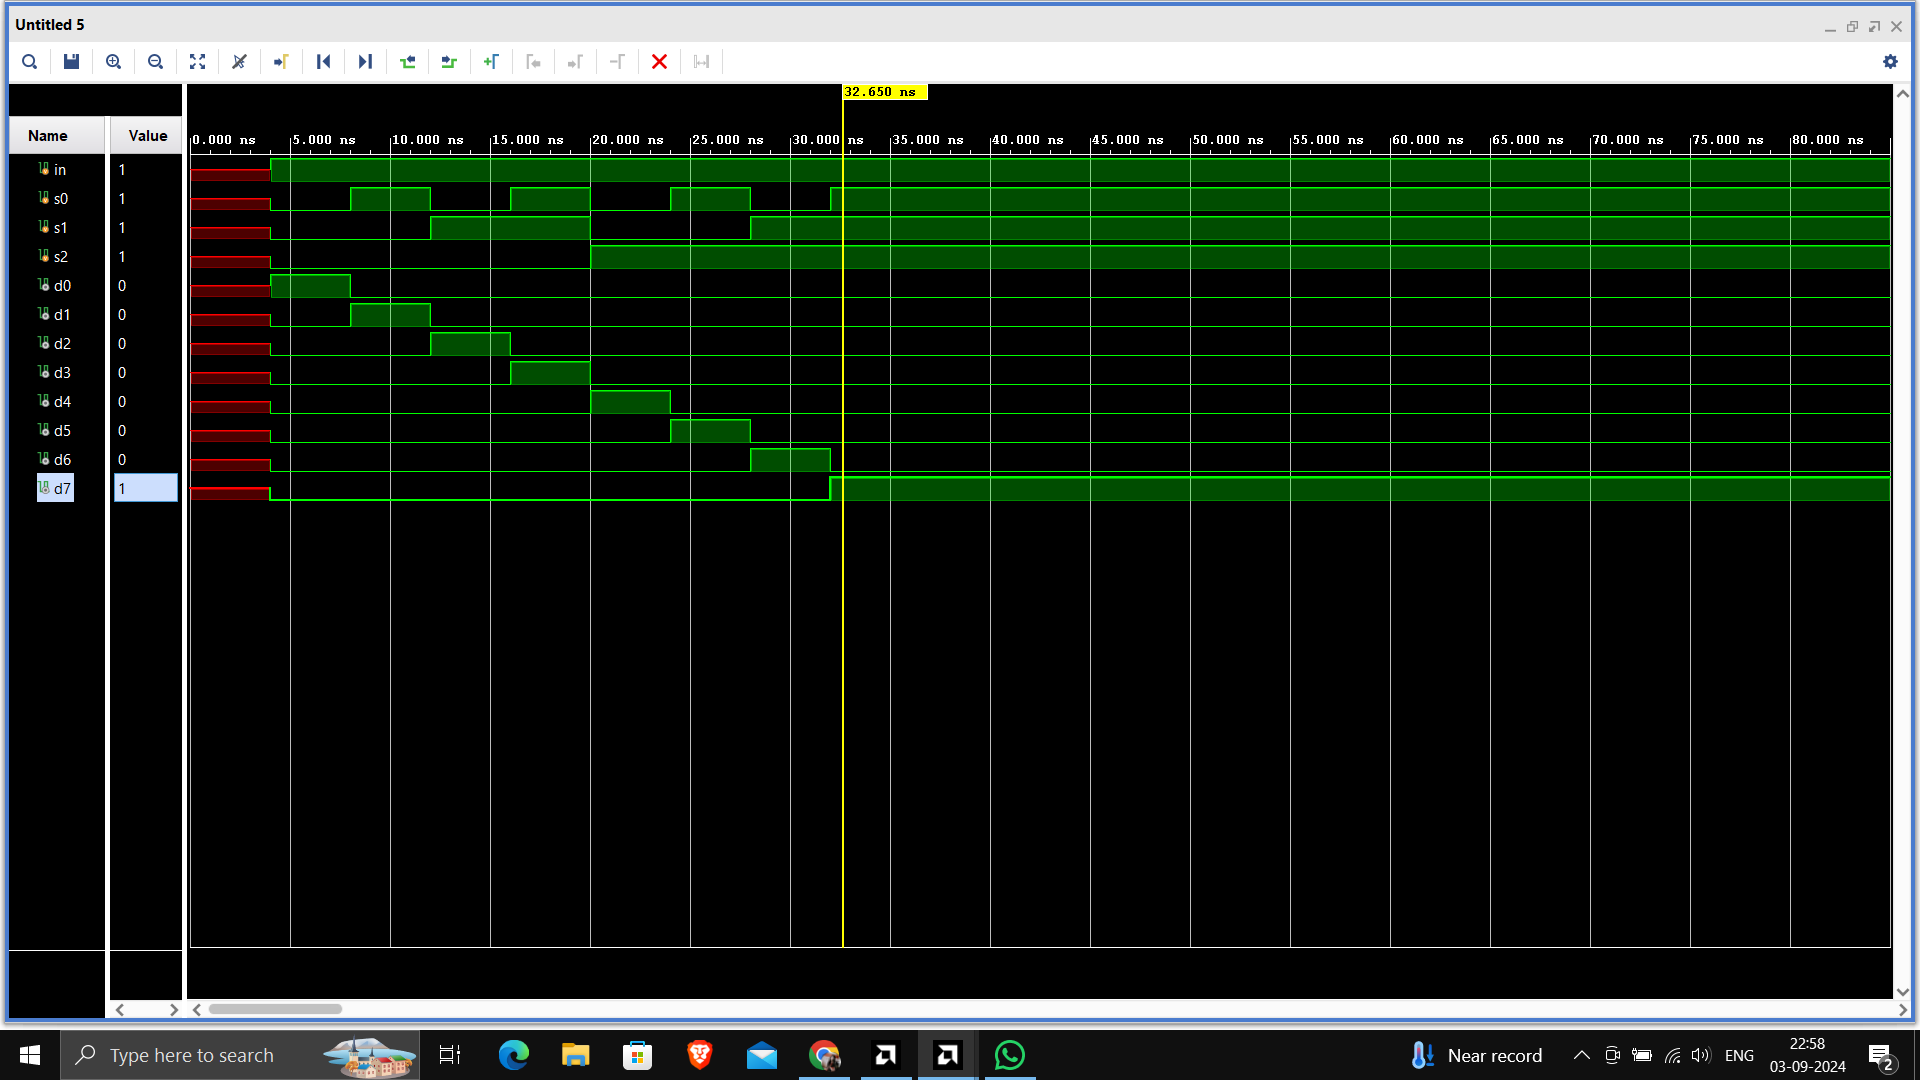 Untitled 5
32.650 ns
Name Value
0.000 ns 5.000 ns 10.000 ns 15.000 ns 20.000 ns 25.000 ns 30.000 ns 35.000 ns 40.000 ns 45.000 ns 50.000 ns 55.000 ns 60.000 ns 65.000 ns 70.000 ns 75.000 ns 80.000 ns
in 1
s0 1
s1 1
s2 1
d0 0
d1 0
d2 0
d3 0
d4 0
d5 0
d6 0
d7 1
Type here to search
Near record
ENG
22:58
03-09-2024
2